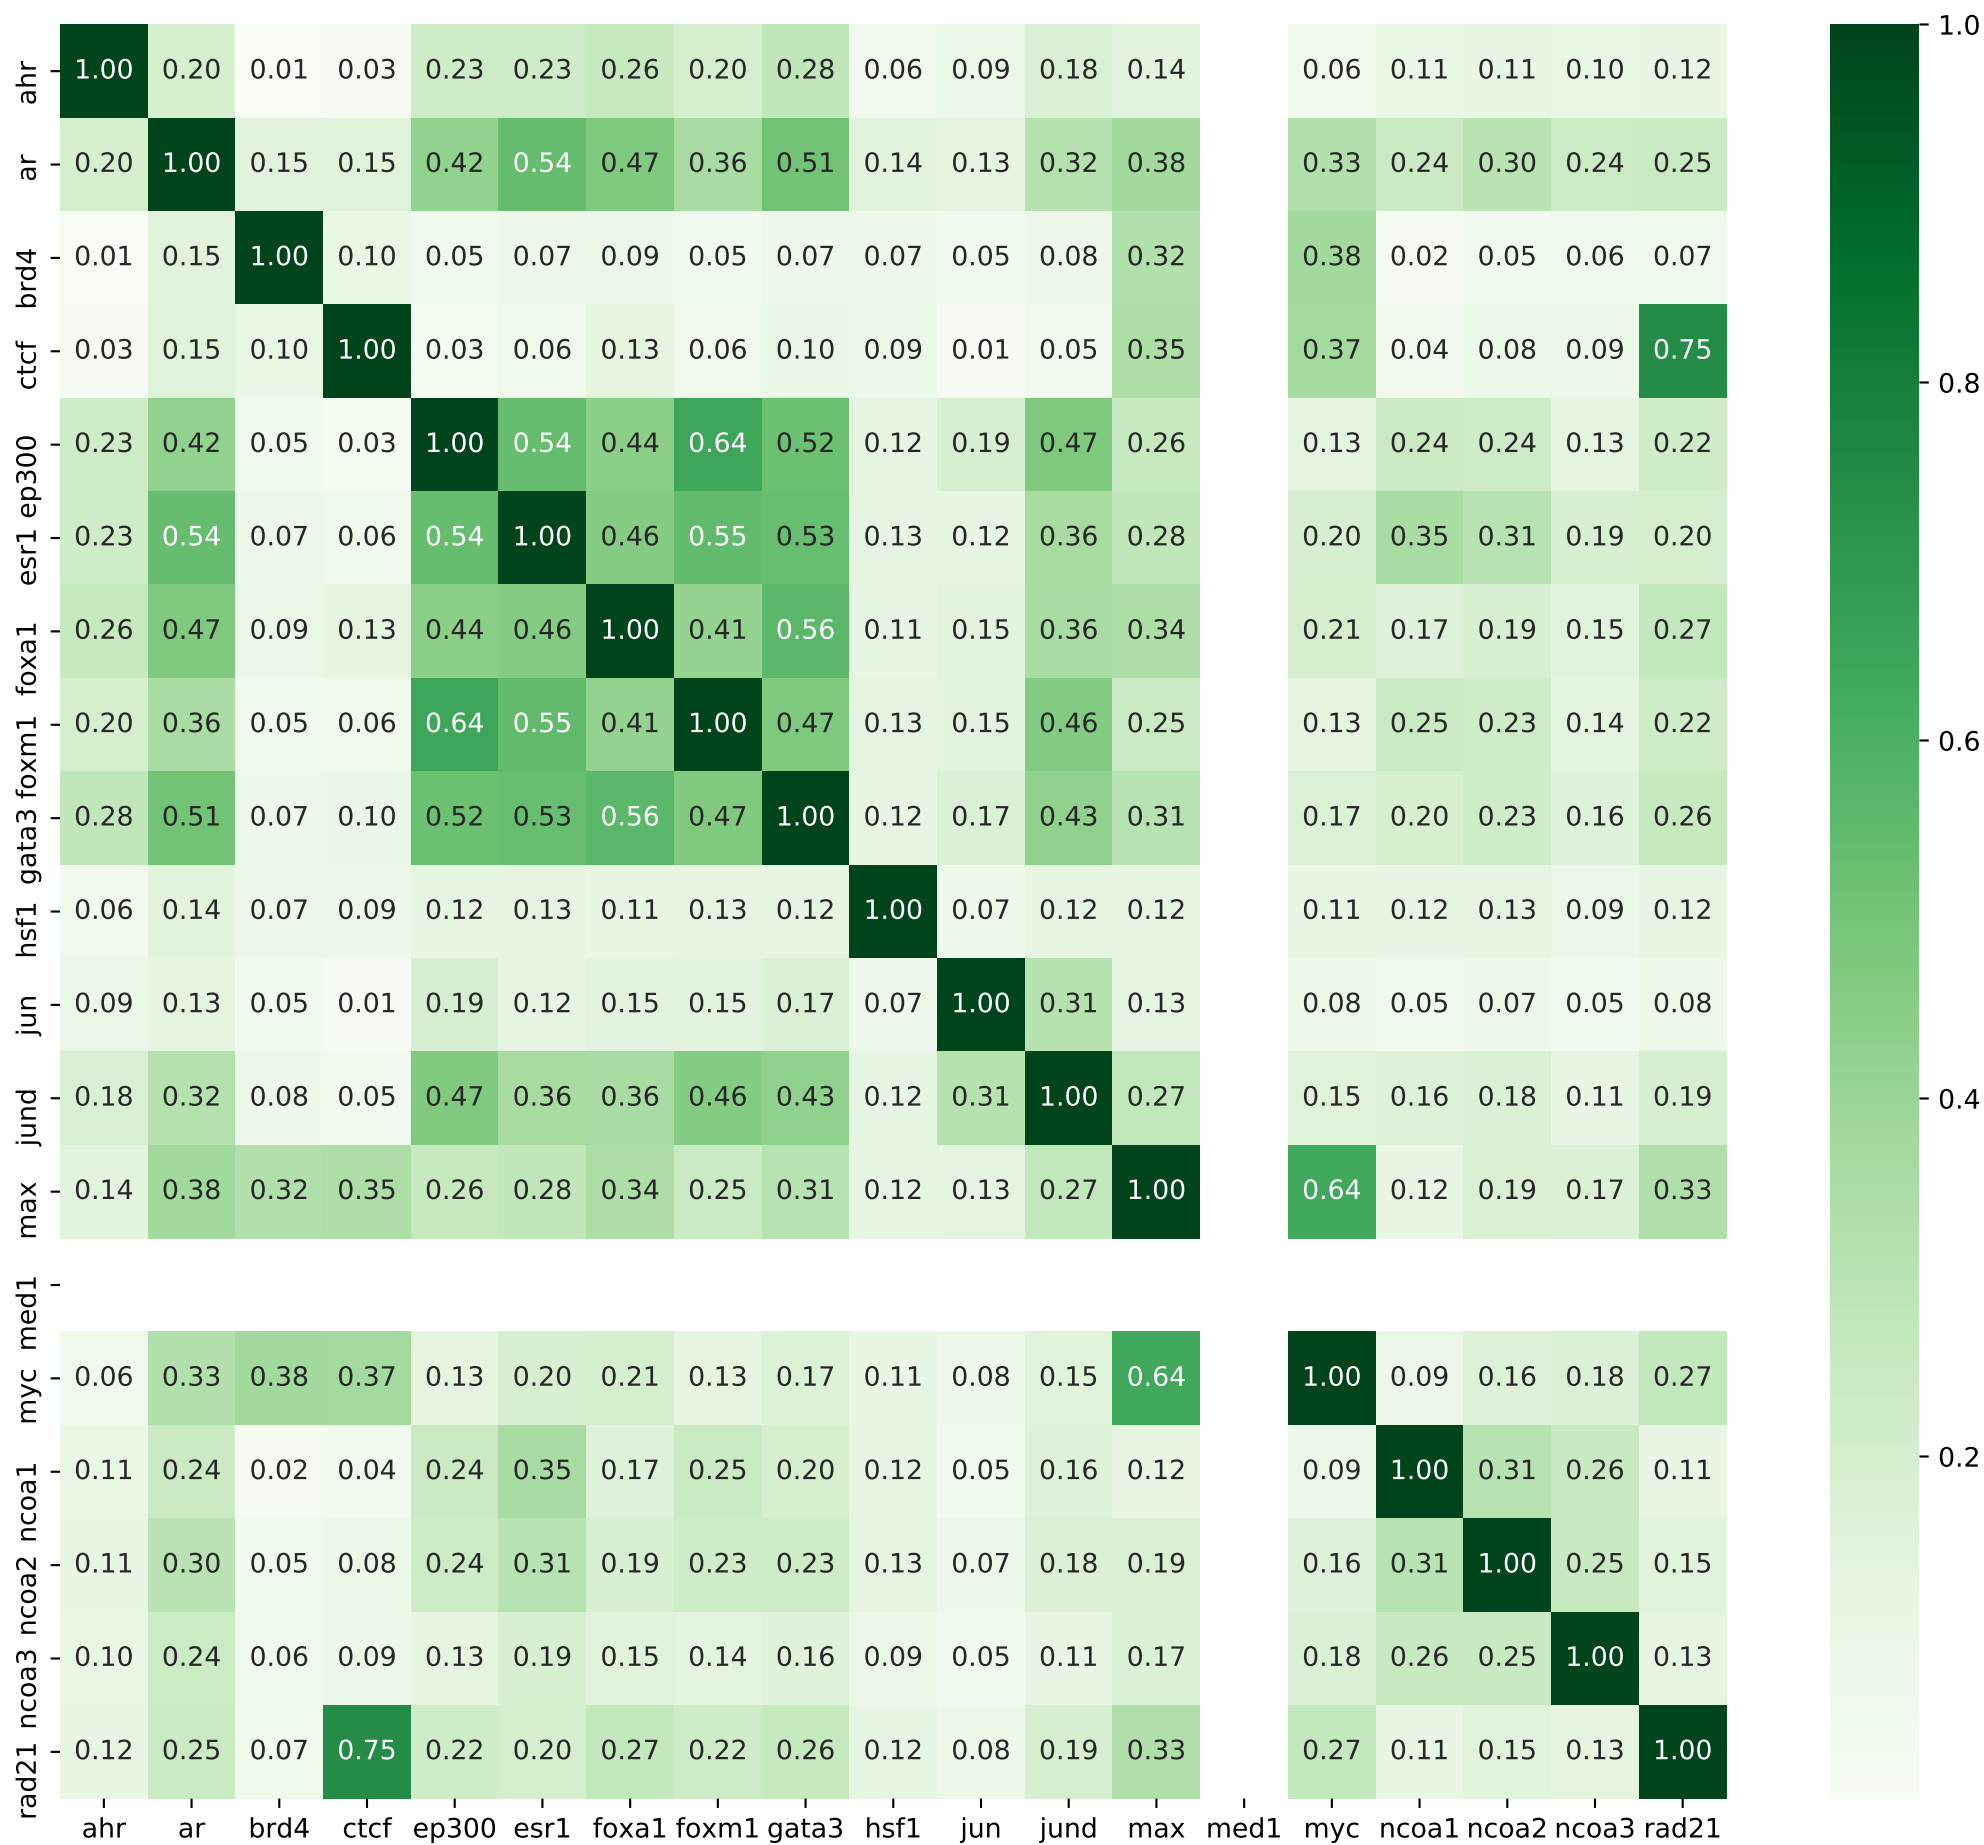 ahr 1.00 0.20 0.01 0.03 0.23 0.23 0.26 0.20 0.28 0.06 0.09 0.18 0.14 0.06 0.11 0.11 0.10 0.12
ar 0.20 1.00 0.15 0.15 0.42 0.54 0.47 0.36 0.51 0.14 0.13 0.32 0.38 0.33 0.24 0.30 0.24 0.25
brd4 0.01 0.15 1.00 0.10 0.05 0.07 0.09 0.05 0.07 0.07 0.05 0.08 0.32 0.38 0.02 0.05 0.06 0.07
ctcf 0.03 0.15 0.10 1.00 0.03 0.06 0.13 0.06 0.10 0.09 0.01 0.05 0.35 0.37 0.04 0.08 0.09 0.75
ep300 0.23 0.42 0.05 0.03 1.00 0.54 0.44 0.64 0.52 0.12 0.19 0.47 0.26 0.13 0.24 0.24 0.13 0.22
esr1 0.23 0.54 0.07 0.06 0.54 1.00 0.46 0.55 0.53 0.13 0.12 0.36 0.28 0.20 0.35 0.31 0.19 0.20
foxa1 0.26 0.47 0.09 0.13 0.44 0.46 1.00 0.41 0.56 0.11 0.15 0.36 0.34 0.21 0.17 0.19 0.15 0.27
foxm1 0.20 0.36 0.05 0.06 0.64 0.55 0.41 1.00 0.47 0.13 0.15 0.46 0.25 0.13 0.25 0.23 0.14 0.22
gata3 0.28 0.51 0.07 0.10 0.52 0.53 0.56 0.47 1.00 0.12 0.17 0.43 0.31 0.17 0.20 0.23 0.16 0.26
hsf1 0.06 0.14 0.07 0.09 0.12 0.13 0.11 0.13 0.12 1.00 0.07 0.12 0.12 0.11 0.12 0.13 0.09 0.12
jun 0.09 0.13 0.05 0.01 0.19 0.12 0.15 0.15 0.17 0.07 1.00 0.31 0.13 0.08 0.05 0.07 0.05 0.08
jund 0.18 0.32 0.08 0.05 0.47 0.36 0.36 0.46 0.43 0.12 0.31 1.00 0.27 0.15 0.16 0.18 0.11 0.19
max 0.14 0.38 0.32 0.35 0.26 0.28 0.34 0.25 0.31 0.12 0.13 0.27 1.00 0.64 0.12 0.19 0.17 0.33
med1
myc 0.06 0.33 0.38 0.37 0.13 0.20 0.21 0.13 0.17 0.11 0.08 0.15 0.64 1.00 0.09 0.16 0.18 0.27
ncoa1 0.11 0.24 0.02 0.04 0.24 0.35 0.17 0.25 0.20 0.12 0.05 0.16 0.12 0.09 1.00 0.31 0.26 0.11
ncoa2 0.11 0.30 0.05 0.08 0.24 0.31 0.19 0.23 0.23 0.13 0.07 0.18 0.19 0.16 0.31 1.00 0.25 0.15
ncoa3 0.10 0.24 0.06 0.09 0.13 0.19 0.15 0.14 0.16 0.09 0.05 0.11 0.17 0.18 0.26 0.25 1.00 0.13
rad21 0.12 0.25 0.07 0.75 0.22 0.20 0.27 0.22 0.26 0.12 0.08 0.19 0.33 0.27 0.11 0.15 0.13 1.00
ahr ar brd4 ctcf ep300 esr1 foxa1 foxm1 gata3 hsf1 jun jund max med1 myc ncoa1 ncoa2 ncoa3 rad21
1.0
0.8
0.6
0.4
0.2